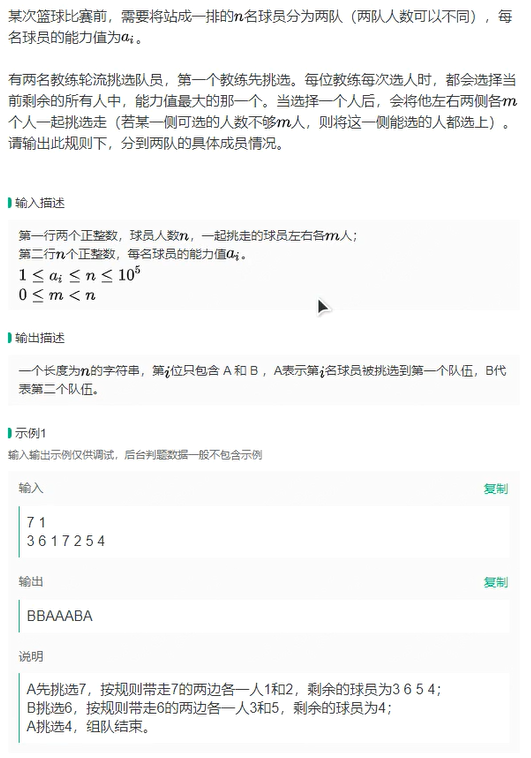 某次篮球比赛前，需要将站成一排的n名球员分为两队（两队人数可以不同），每
名球员的能力值为aᵢ。
有两名教练轮流挑选队员，第一个教练先挑选。每位教练每次选人时，都会选择当
前剩余的所有人中，能力值最大的那一个。当选择一个人后，会将他左右两侧各m
个人一起挑选走（若某一侧可选的人数不够m人，则将这一侧能选的人都选上）。
请输出此规则下，分到两队的具体成员情况。
输入描述
第一行两个正整数，球员人数n，一起挑走的球员左右各m人；
第二行n个正整数，每名球员的能力值aᵢ。
1 ≤ aᵢ ≤ n ≤ 10⁵
0 ≤ m < n
输出描述
一个长度为n的字符串，第i位只包含 A 和 B ，A表示第i名球员被挑选到第一个队伍，B代
表第二个队伍。
示例1
输入输出示例仅供调试，后台判题数据一般不包含示例
输入 复制
7 1
3 6 1 7 2 5 4
输出 复制
BBAAABA
说明
A先挑选7，按规则带走7的两边各一人1和2，剩余的球员为3 6 5 4；
B挑选6，按规则带走6的两边各一人3和5，剩余的球员为4；
A挑选4，组队结束。